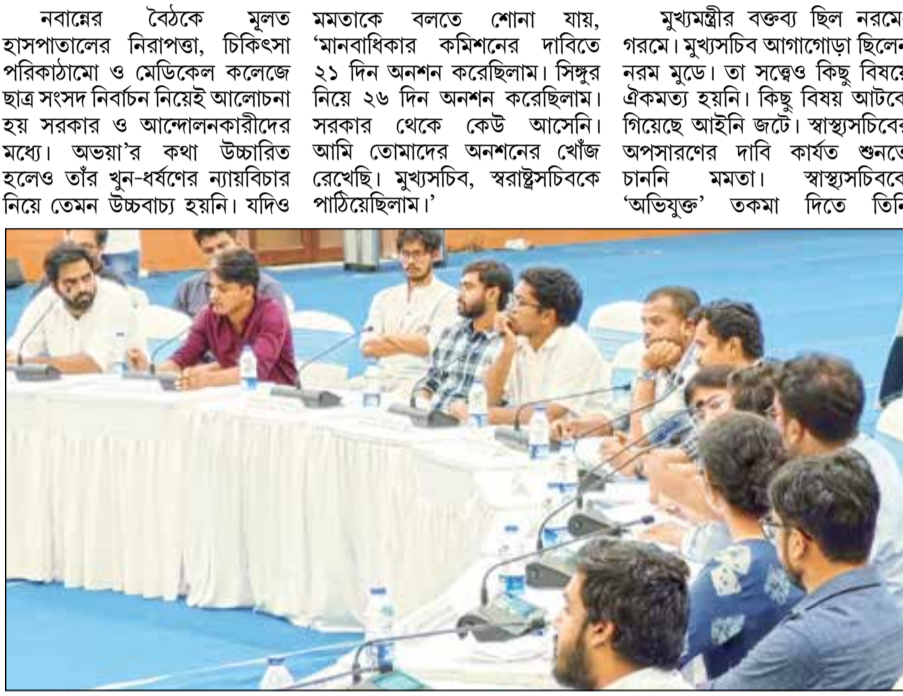 নবান্নের বৈঠকে মূলত
হাসপাতালের নিরাপত্তা, চিকিৎসা
পরিকাঠামো ও মেডিকেল কলেজে
ছাত্র সংসদ নির্বাচন নিয়েই আলোচনা
হয় সরকার ও আন্দোলনকারীদের
মধ্যে। অভয়া’র কথা উচ্চারিত
হলেও তাঁর খুন-ধর্ষণের ন্যায়বিচার
নিয়ে তেমন উচ্চবাচ্য হয়নি। যদিও
মমতাকে বলতে শোনা যায়,
‘মানবাধিকার কমিশনের দাবিতে
২১ দিন অনশন করেছিলাম। সিঙ্গুর
নিয়ে ২৬ দিন অনশন করেছিলাম।
সরকার থেকে কেউ আসেনি।
আমি তোমাদের অনশনের খোঁজ
রেখেছি। মুখ্যসচিব, স্বরাষ্ট্রসচিবকে
পাঠিয়েছিলাম।’
মুখ্যমন্ত্রীর বক্তব্য ছিল নরমে-
গরমে। মুখ্যসচিব আগাগোড়া ছিলেন
নরম মুডে। তা সত্ত্বেও কিছু বিষয়ে
ঐকমত্য হয়নি। কিছু বিষয় আটকে
গিয়েছে আইনি জটে। স্বাস্থ্যসচিবের
অপসারণের দাবি কার্যত শুনতে
চাননি মমতা। স্বাস্থ্যসচিবকে
‘অভিযুক্ত’ তকমা দিতে তিনি